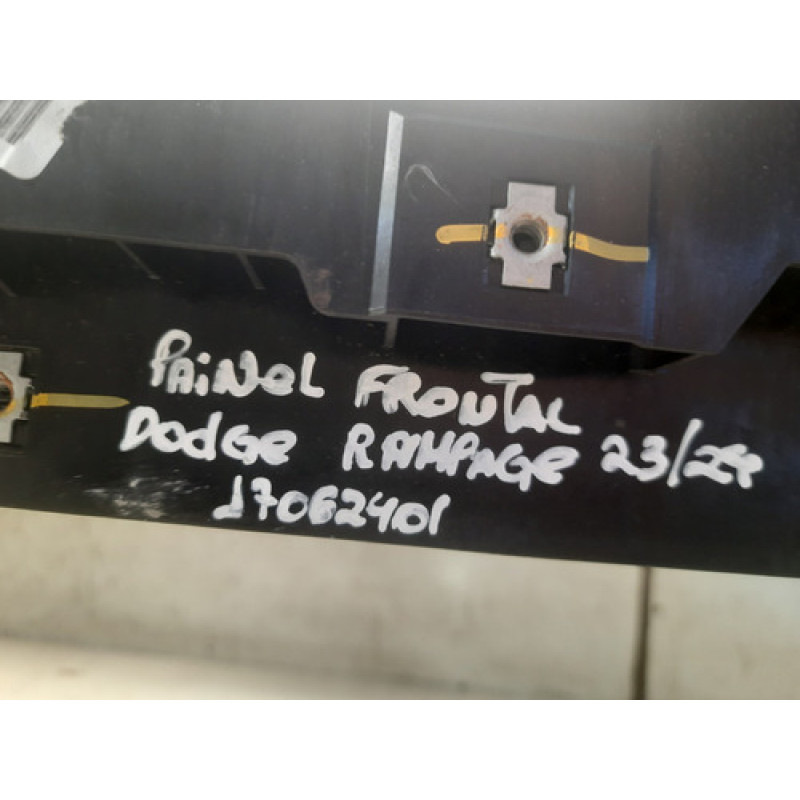 PAiNeL FRONTAL
DodGe RAMPAGe 23/24
17062401